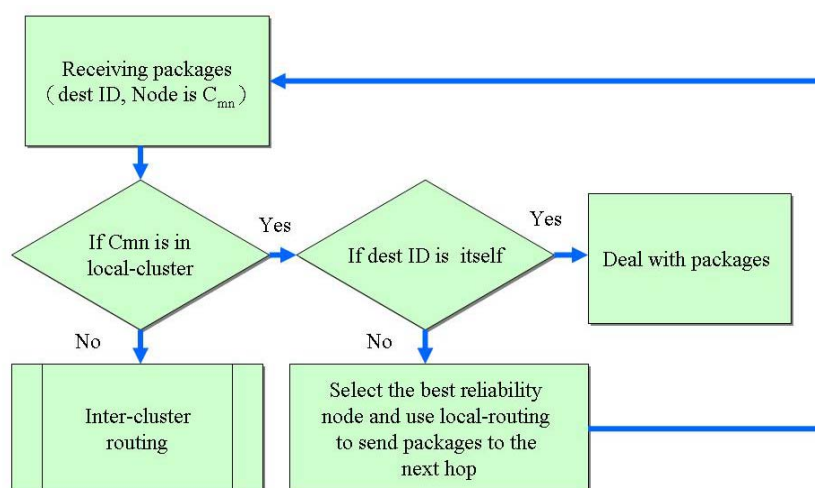 Receiving packages
（dest ID, Node is Cmn）
If Cmn is in
local-cluster
Yes
If dest ID is itself
Yes
Deal with packages
No
No
Inter-cluster
routing
Select the best reliability
node and use local-routing
to send packages to the
next hop